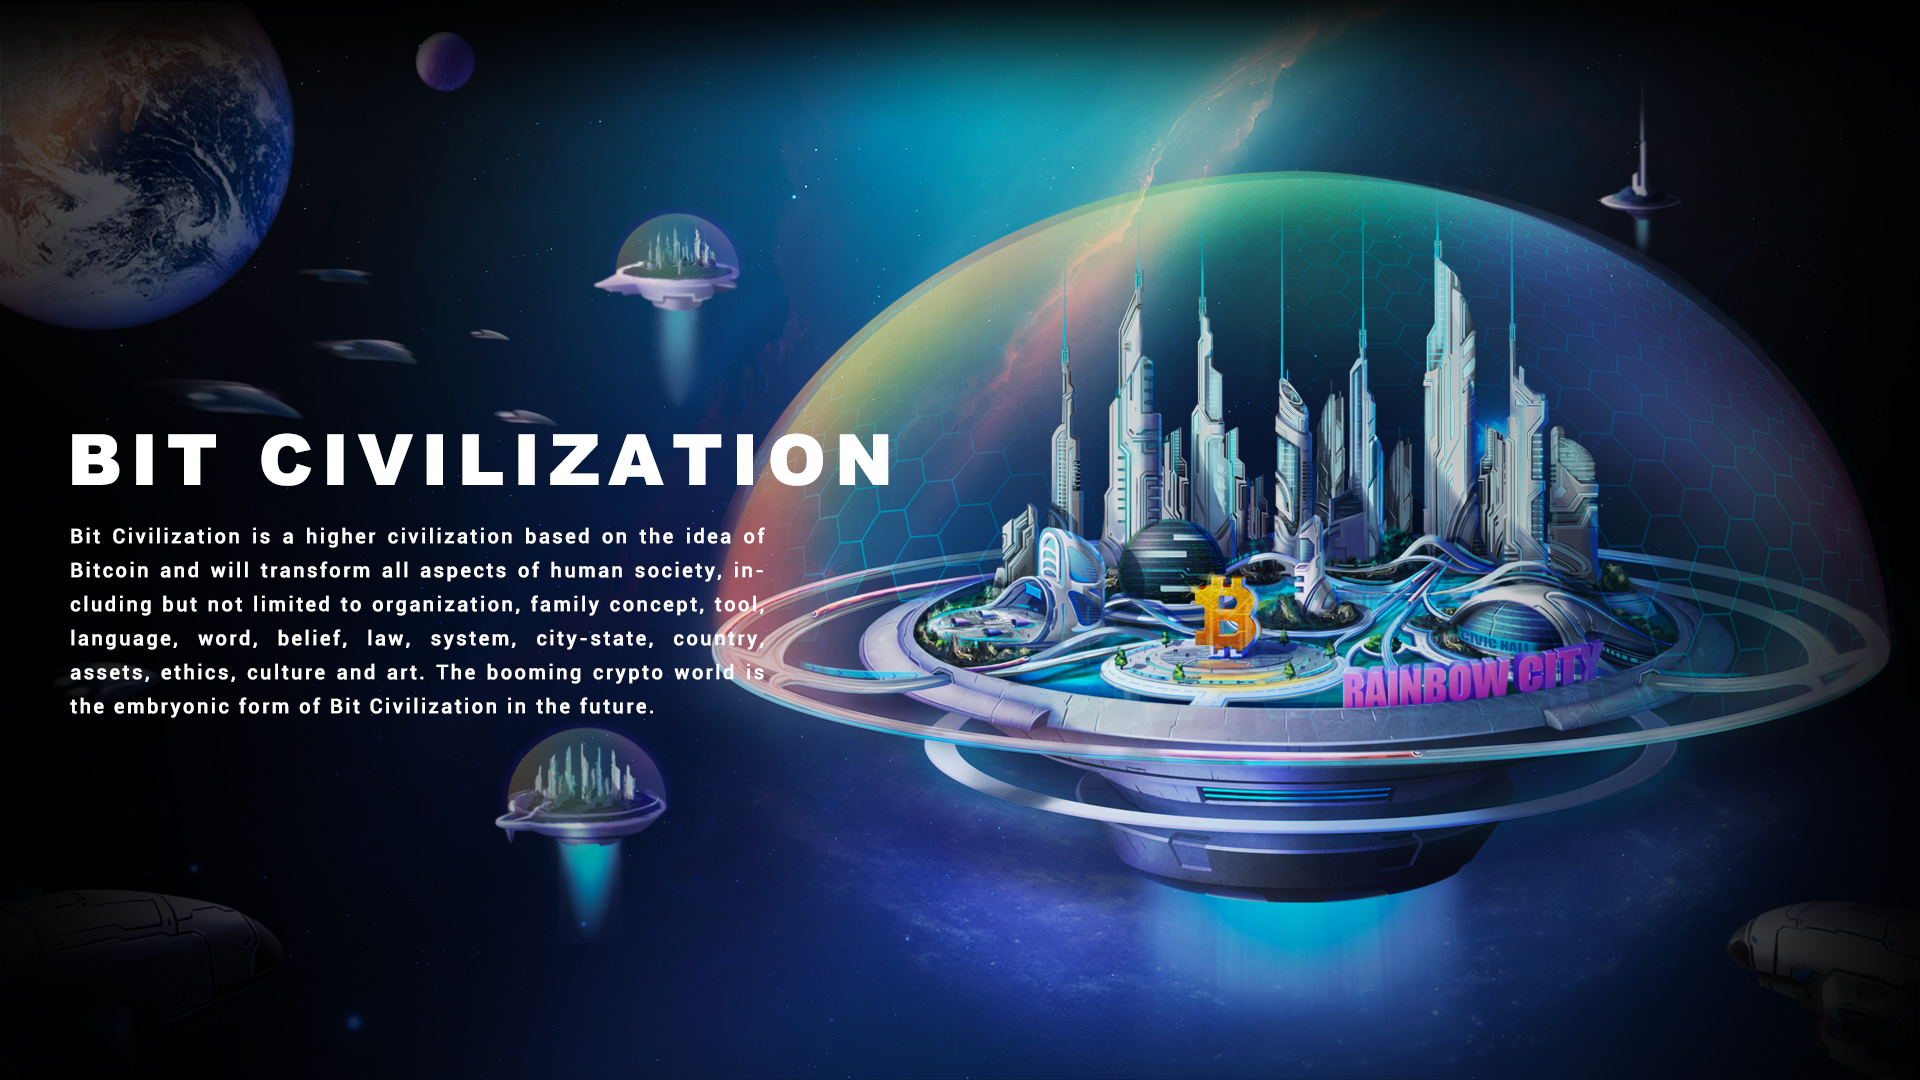 BIT CIVILIZATION
Bit Civilization is a higher civilization based on the idea of
Bitcoin and will transform all aspects of human society, in-
cluding but not limited to organization, family concept, tool,
language, word, belief, law, system, city-state, country,
assets, ethics, culture and art. The booming crypto world is
the embryonic form of Bit Civilization in the future.
CIVIC HALL
RAINBOW CITY